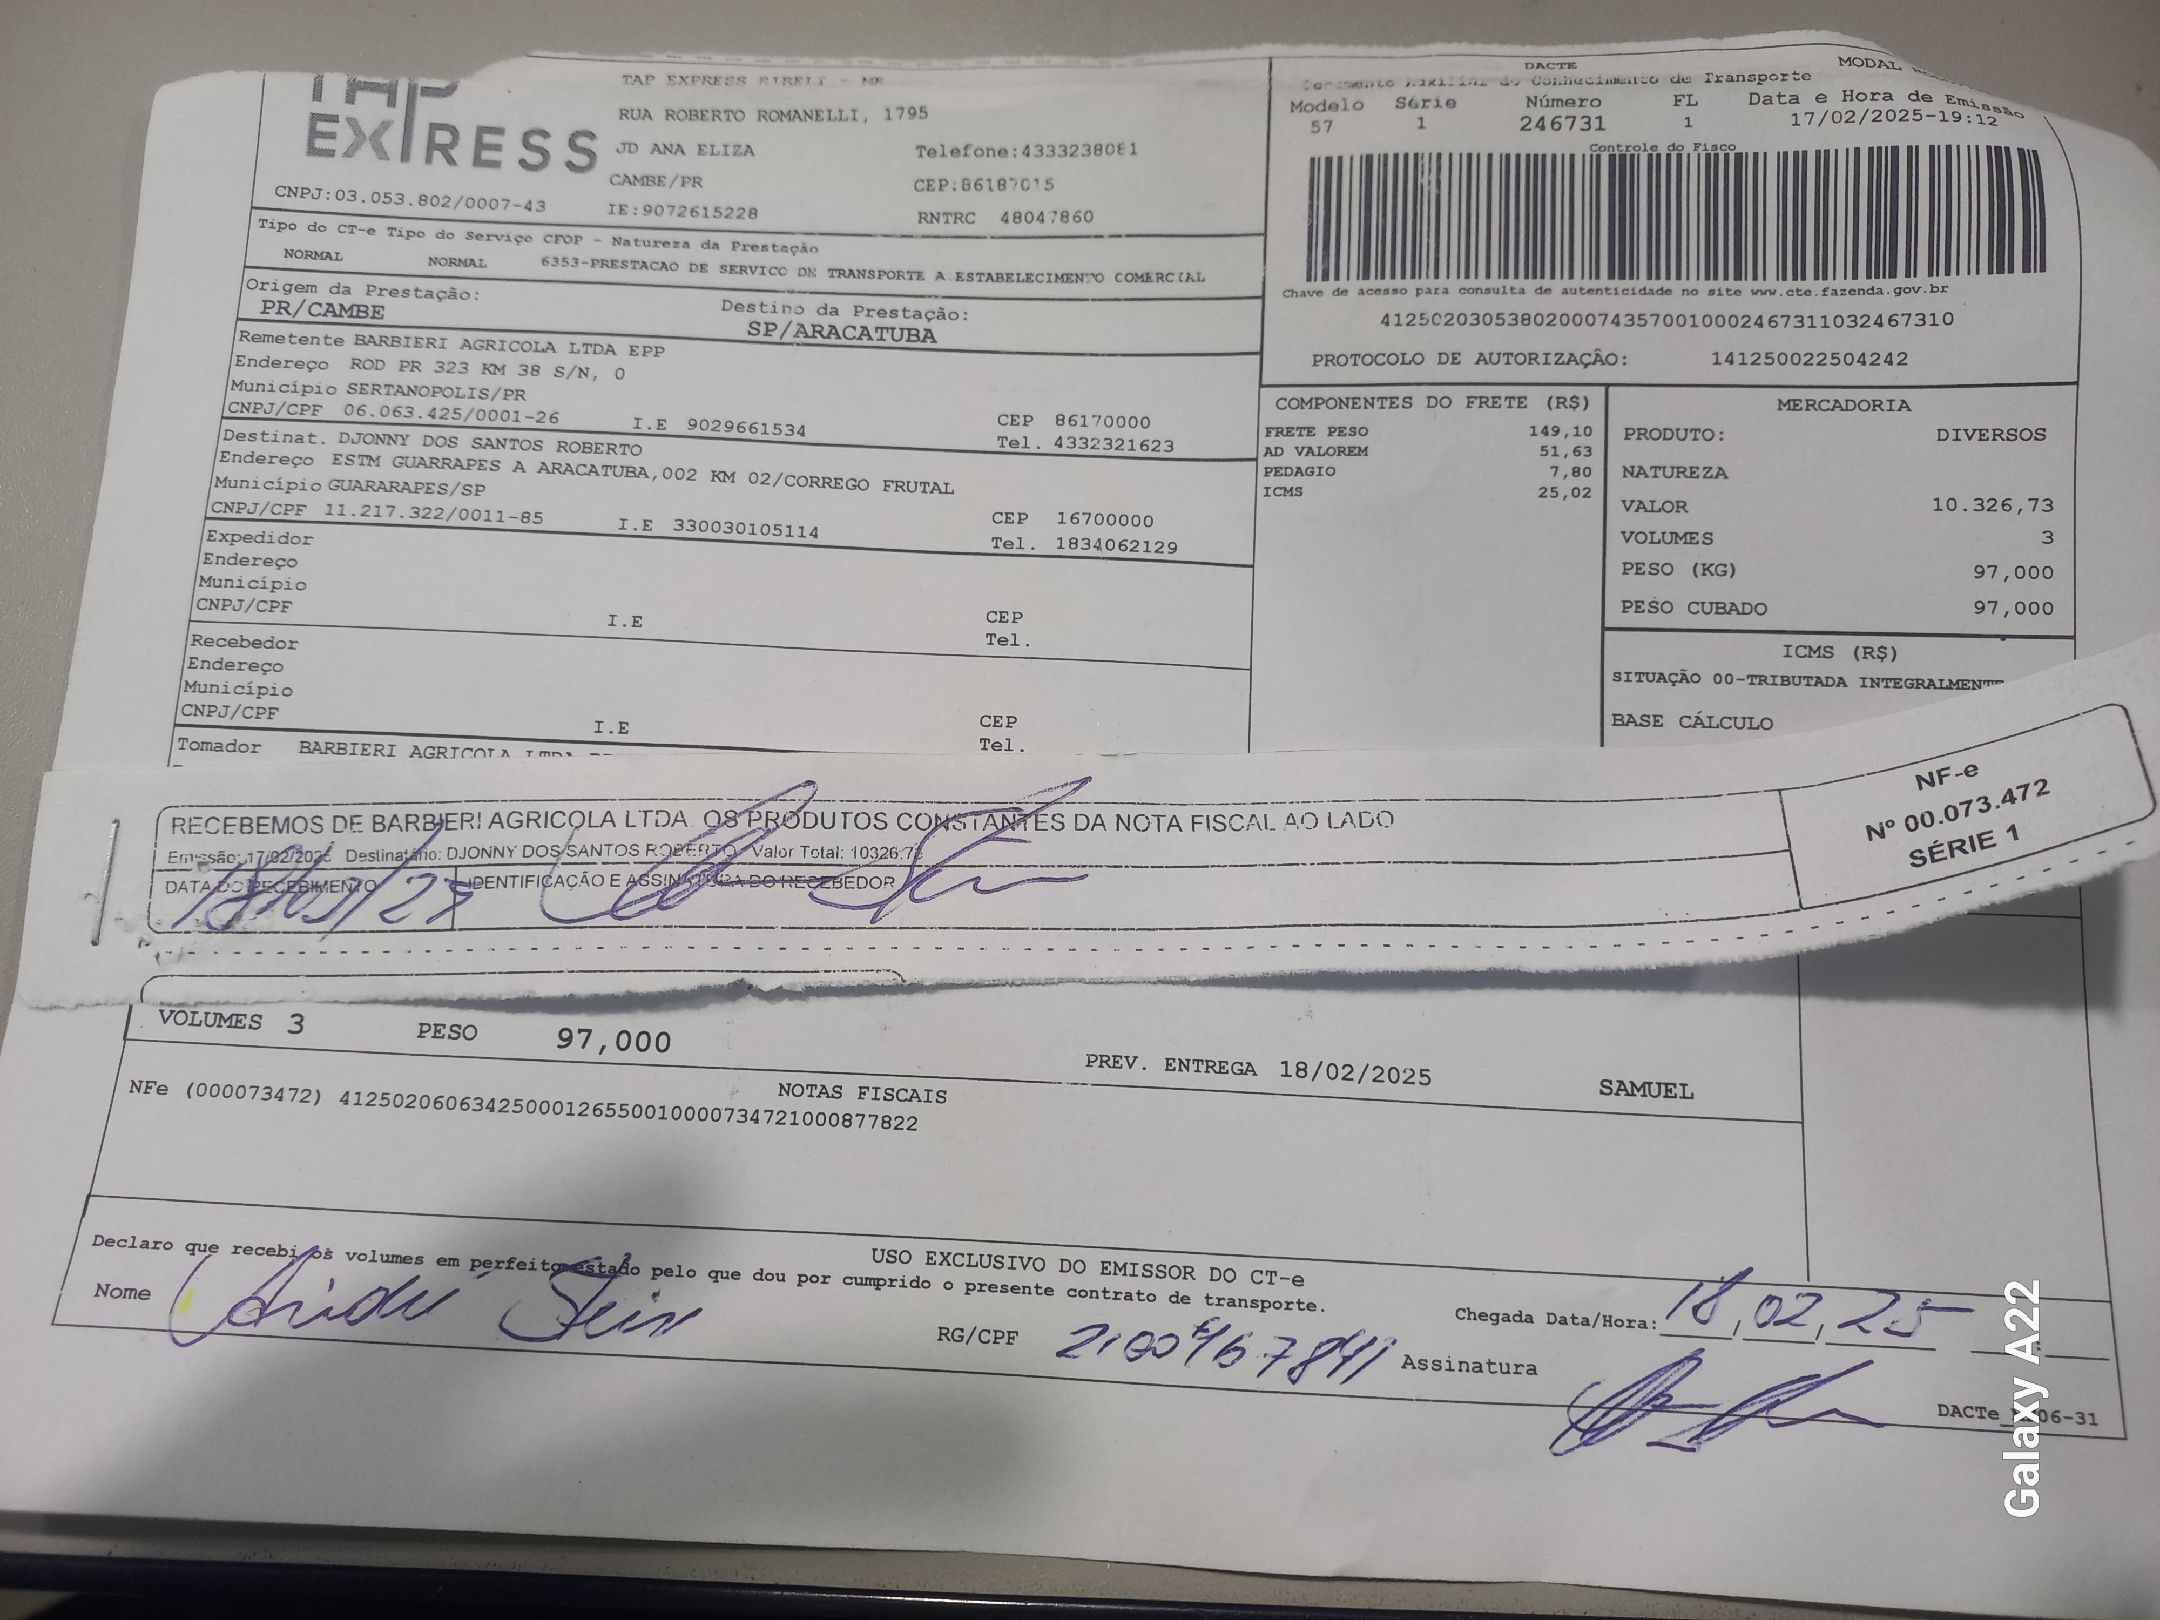 TAP
EXPRESS
TAP EXPRESS EIRELI - ME
RUA ROBERTO ROMANELLI, 1795
JD ANA ELIZA Telefone:4333238081
CAMBE/PR CEP:86187015
CNPJ:03.053.802/0007-43 IE:9072615228 RNTRC 48047860
DACTE MODAL
Documento Auxiliar do Conhecimento de Transporte
Modelo Série Número FL Data e Hora de Emissão
57 1 246731 1 17/02/2025-19:12
Controle do Fisco
Chave de acesso para consulta de autenticidade no site www.cte.fazenda.gov.br
41250203053802000743570010002467311032467310
PROTOCOLO DE AUTORIZAÇÃO: 141250022504242
Tipo do CT-e Tipo do Serviço CFOP - Natureza da Prestação
NORMAL NORMAL 6353-PRESTACAO DE SERVICO DE TRANSPORTE A ESTABELECIMENTO COMERCIAL
Origem da Prestação: Destino da Prestação:
PR/CAMBE SP/ARACATUBA
Remetente BARBIERI AGRICOLA LTDA EPP
Endereço ROD PR 323 KM 38 S/N, 0
Município SERTANOPOLIS/PR CEP 86170000
CNPJ/CPF 06.063.425/0001-26 I.E 9029661534 Tel. 4332321623
Destinat. DJONNY DOS SANTOS ROBERTO
Endereço ESTM GUARRAPES A ARACATUBA,002 KM 02/CORREGO FRUTAL
Município GUARARAPES/SP CEP 16700000
CNPJ/CPF 11.217.322/0011-85 I.E 330030105114 Tel. 1834062129
Expedidor
Endereço
Município CEP
CNPJ/CPF I.E Tel.
Recebedor
Endereço
Município CEP
CNPJ/CPF I.E Tel.
Tomador BARBIERI AGRICOLA LTDA
COMPONENTES DO FRETE (R$)
FRETE PESO 149,10
AD VALOREM 51,63
PEDAGIO 7,80
ICMS 25,02
MERCADORIA
PRODUTO: DIVERSOS
NATUREZA
VALOR 10.326,73
VOLUMES 3
PESO (KG) 97,000
PESO CUBADO 97,000
ICMS (R$)
SITUAÇÃO 00-TRIBUTADA INTEGRALMENTE
BASE CÁLCULO
RECEBEMOS DE BARBIERI AGRICOLA LTDA OS PRODUTOS CONSTANTES DA NOTA FISCAL AO LADO
Emissão: 17/02/2025 Destinatário: DJONNY DOS SANTOS ROBERTO Valor Total: 10326.73
DATA DO RECEBIMENTO IDENTIFICAÇÃO E ASSINATURA DO RECEBEDOR
NF-e
Nº 00.073.472
SÉRIE 1
VOLUMES 3 PESO 97,000 PREV. ENTREGA 18/02/2025 SAMUEL
NOTAS FISCAIS
NFe (000073472) 41250206063425000126550010000734721000877822
USO EXCLUSIVO DO EMISSOR DO CT-e
Declaro que recebi os volumes em perfeito estado pelo que dou por cumprido o presente contrato de transporte.
Nome RG/CPF Chegada Data/Hora: 18,02,25
Assinatura
DACTe 06-31
Galaxy A22